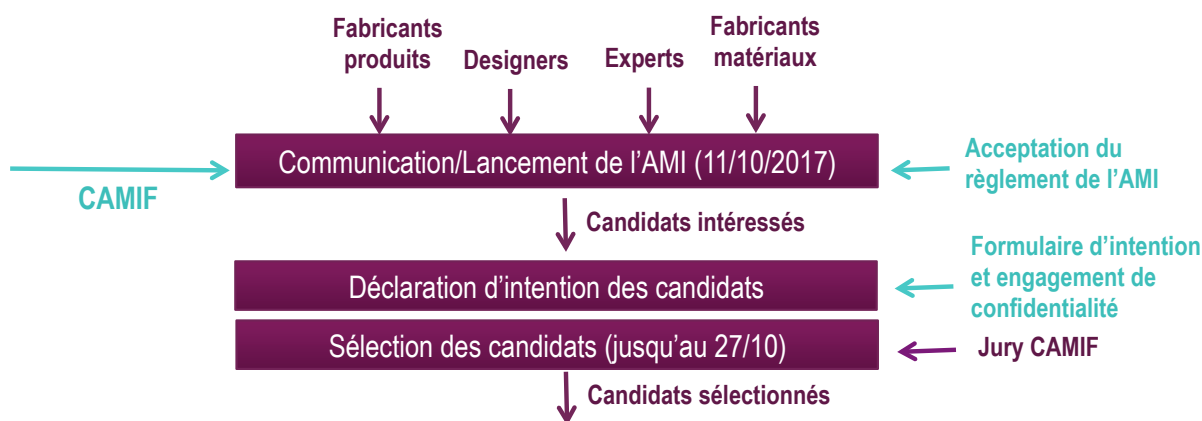 Fabricants
produits
Designers
Experts
Fabricants
matériaux
Communication/Lancement de l’AMI (11/10/2017)
CAMIF
Acceptation du
règlement de l’AMI
Candidats intéressés
Déclaration d’intention des candidats
Formulaire d’intention
et engagement de
confidentialité
Sélection des candidats (jusqu’au 27/10)
Jury CAMIF
Candidats sélectionnés